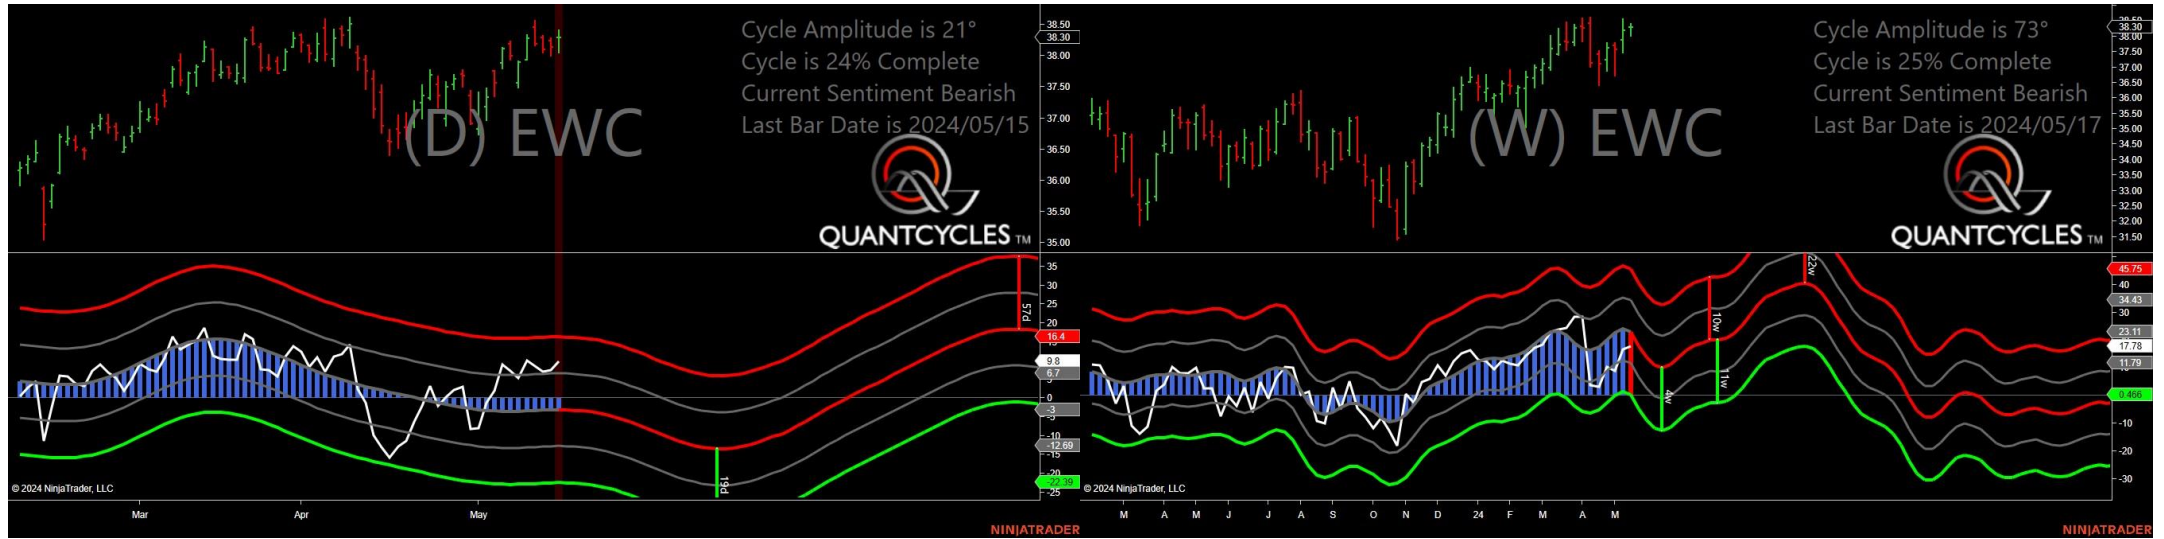 Cycle Amplitude is 21°
Cycle is 24% Complete
Current Sentiment Bearish
Last Bar Date is 2024/05/15
(D) EWC
QUANTCYCLES TM
38.50
38.30
38.00
37.50
37.00
36.50
36.00
35.50
35.00
35
30
25
20
16.4
9.8
6.7
0
-3
-10
-12.69
-15
-20
-22.39
-25
57d
19d
© 2024 NinjaTrader, LLC
Mar Apr May
NINJATRADER
Cycle Amplitude is 73°
Cycle is 25% Complete
Current Sentiment Bearish
Last Bar Date is 2024/05/17
(W) EWC
QUANTCYCLES TM
38.30
38.00
37.50
37.00
36.50
36.00
35.50
35.00
34.50
34.00
33.50
33.00
32.50
32.00
31.50
45.75
40
34.43
30
23.11
17.78
11.79
0.466
-10
-20
-30
22w
10w
11w
4w
© 2024 NinjaTrader, LLC
M A M J J A S O N D 24 F M A M
NINJATRADER